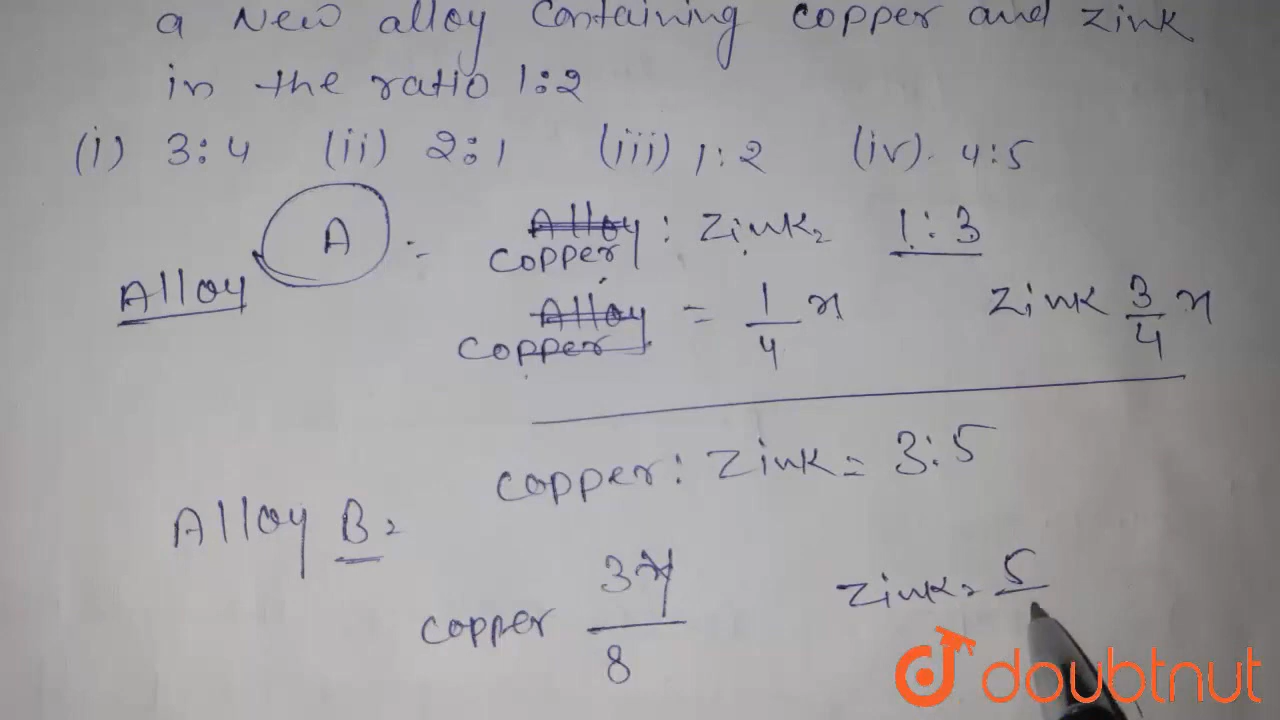 a New alloy containing copper and zink
in the ratio 1:2
(i) 3:4 (ii) 2:1 (iii) 1:2 (iv). 4:5
Alloy A = Alloy : Zink = 1:3
copper
Alloy = 1/4 x Zink 3/4 x
copper
copper : Zink = 3:5
Alloy B =
copper 3y/8 Zink = 5
doubtnut